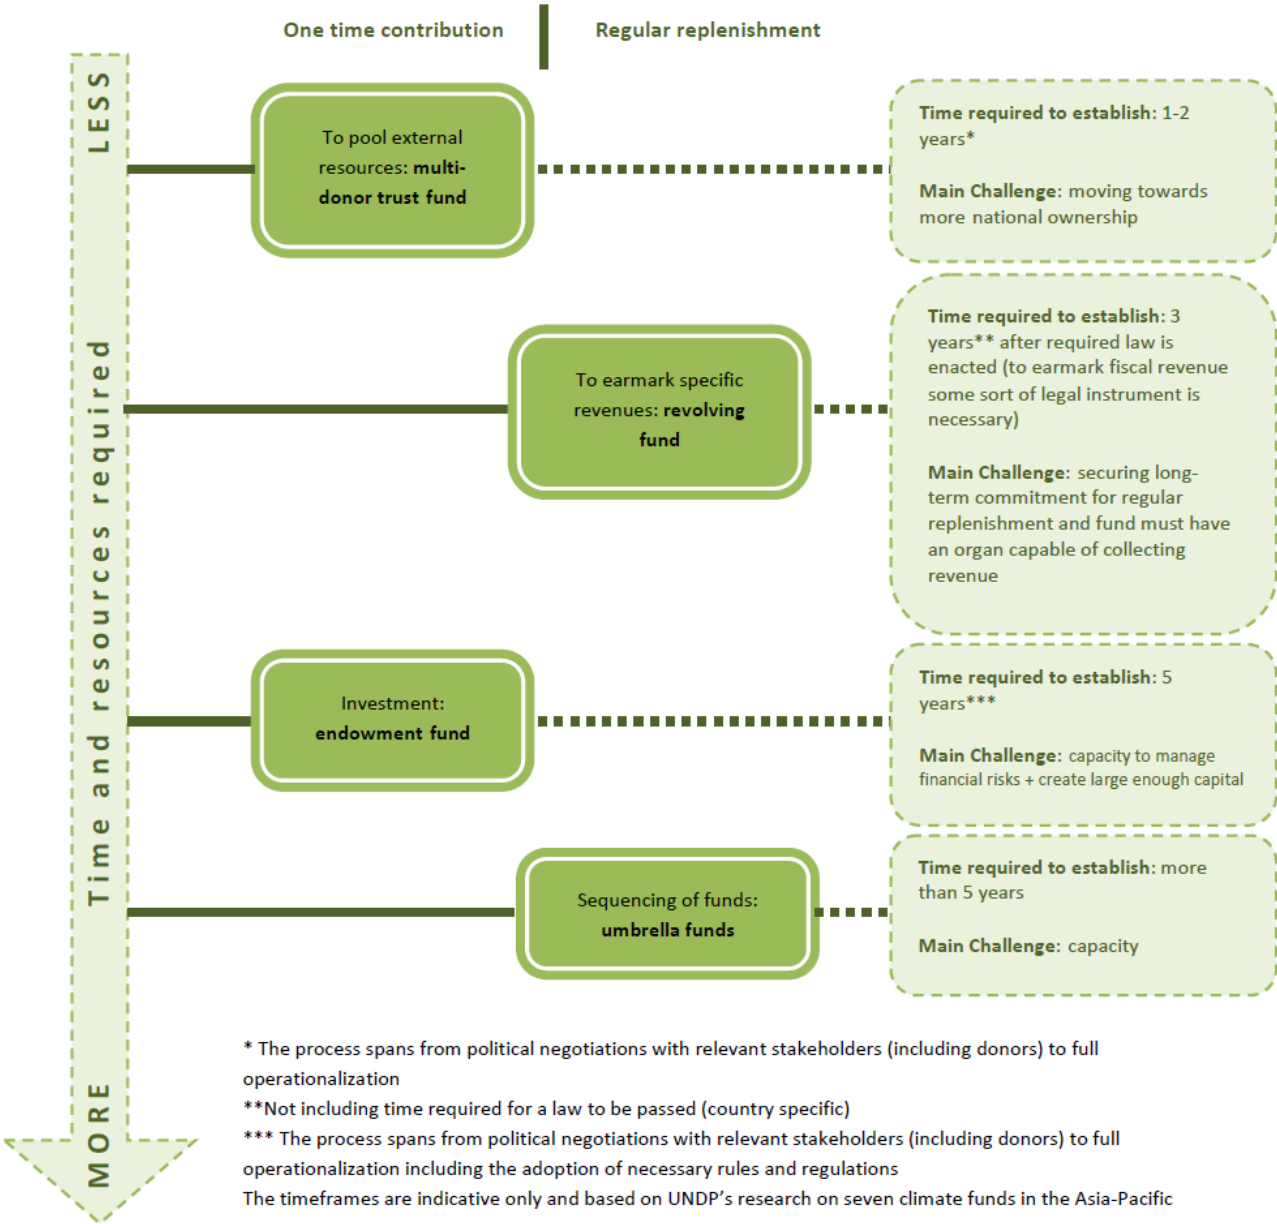 One time contribution
Regular replenishment
LESS
Time and resources required
MORE
To pool external
resources: multi-
donor trust fund
Time required to establish: 1-2
years*
Main Challenge: moving towards
more national ownership
To earmark specific
revenues: revolving
fund
Time required to establish: 3
years** after required law is
enacted (to earmark fiscal revenue
some sort of legal instrument is
necessary)
Main Challenge: securing long-
term commitment for regular
replenishment and fund must have
an organ capable of collecting
revenue
Investment:
endowment fund
Time required to establish: 5
years***
Main Challenge: capacity to manage
financial risks + create large enough capital
Sequencing of funds:
umbrella funds
Time required to establish: more
than 5 years
Main Challenge: capacity
* The process spans from political negotiations with relevant stakeholders (including donors) to full
operationalization
**Not including time required for a law to be passed (country specific)
*** The process spans from political negotiations with relevant stakeholders (including donors) to full
operationalization including the adoption of necessary rules and regulations
The timeframes are indicative only and based on UNDP's research on seven climate funds in the Asia-Pacific